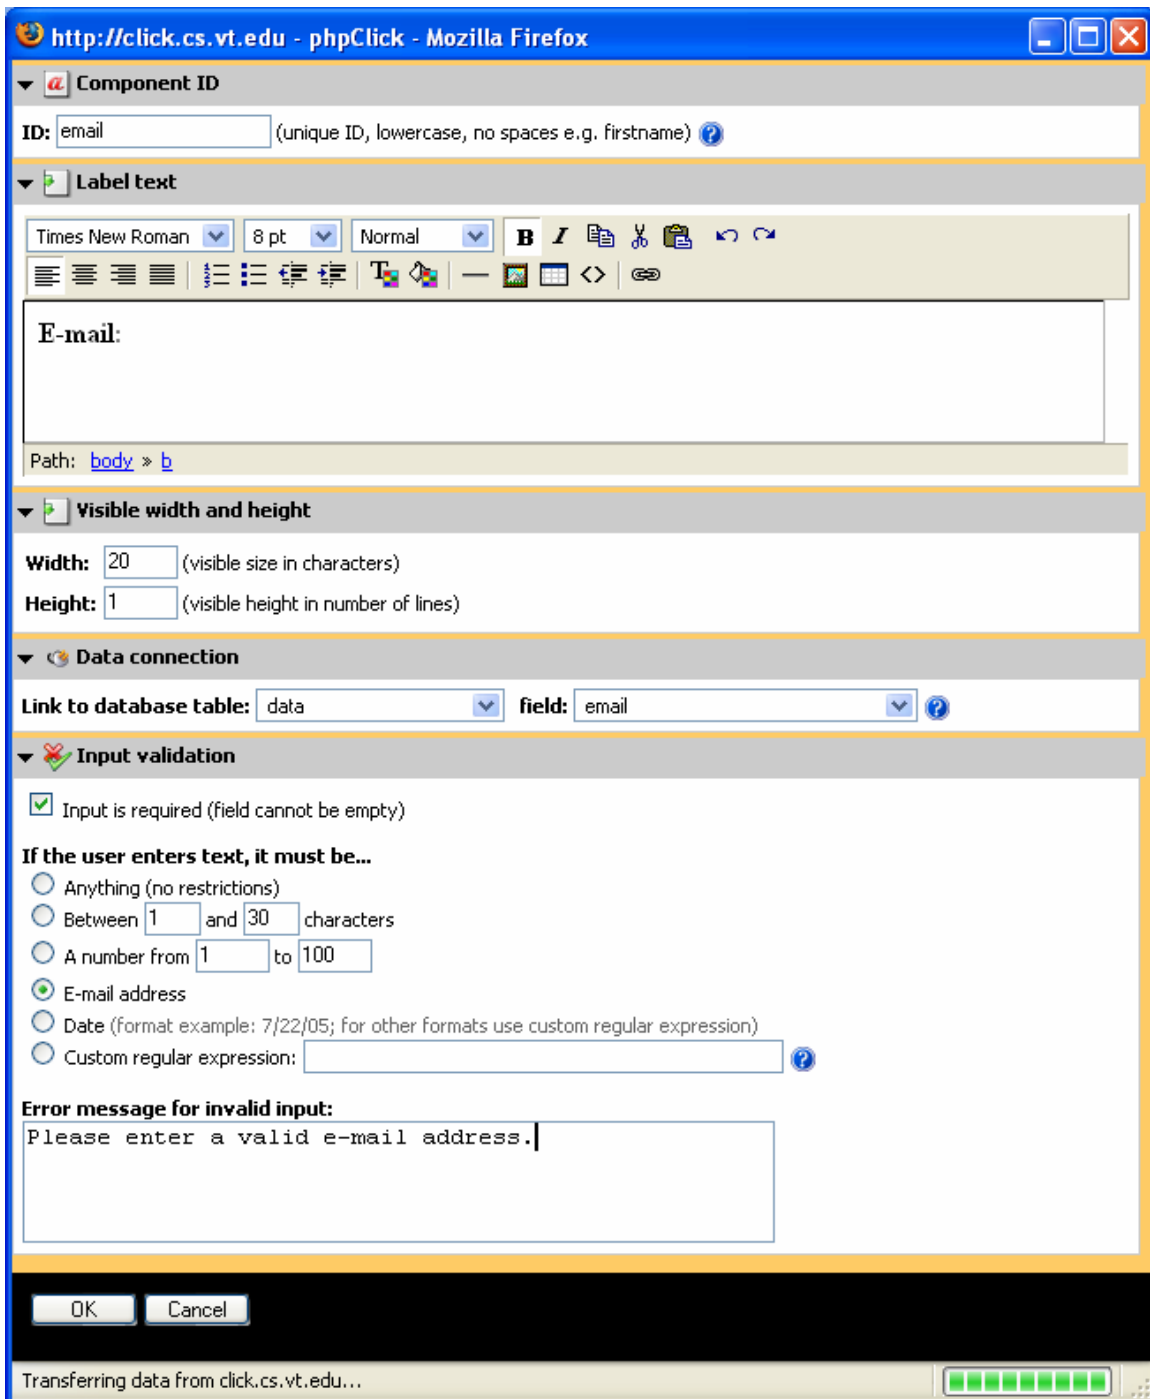 http://click.cs.vt.edu - phpClick - Mozilla Firefox
Component ID
ID: email (unique ID, lowercase, no spaces e.g. firstname)
Label text
Times New Roman 8 pt Normal B I
E-mail:
Path: body » b
Visible width and height
Width: 20 (visible size in characters)
Height: 1 (visible height in number of lines)
Data connection
Link to database table: data field: email
Input validation
Input is required (field cannot be empty)
If the user enters text, it must be...
Anything (no restrictions)
Between 1 and 30 characters
A number from 1 to 100
E-mail address
Date (format example: 7/22/05; for other formats use custom regular expression)
Custom regular expression:
Error message for invalid input:
Please enter a valid e-mail address.
OK Cancel
Transferring data from click.cs.vt.edu...